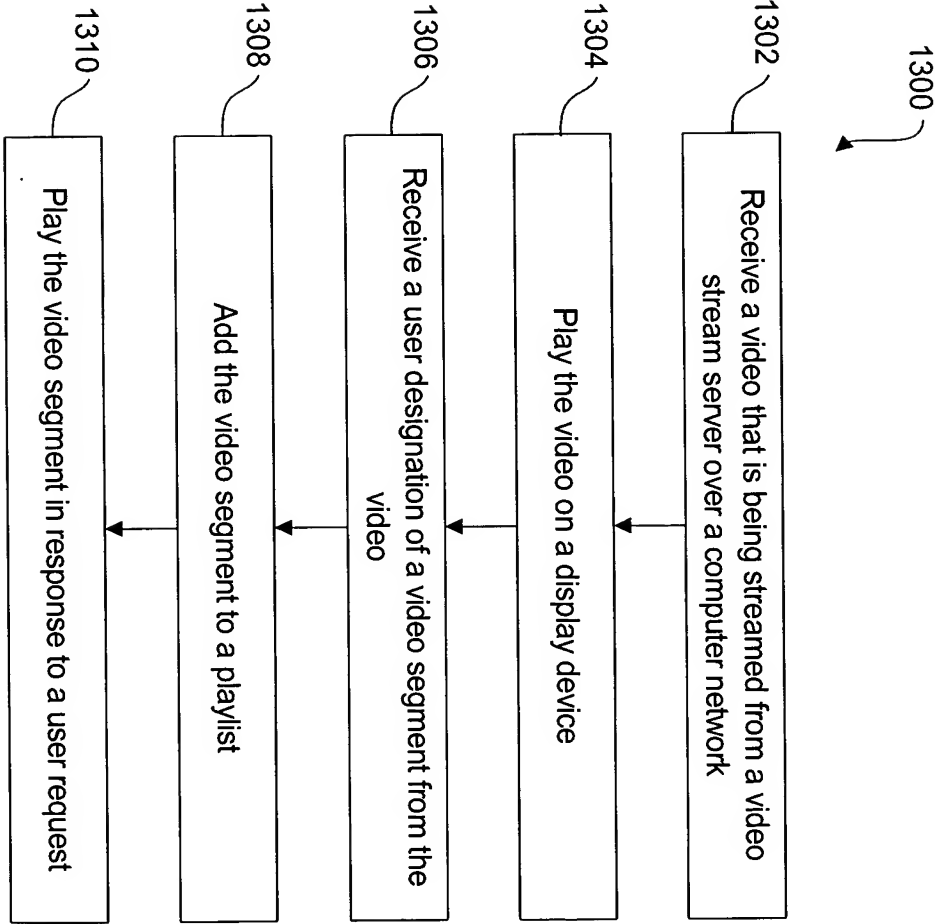 1300
1302
Receive a video that is being streamed from a video
stream server over a computer network
1304
Play the video on a display device
1306
Receive a user designation of a video segment from the
video
1308
Add the video segment to a playlist
1310
Play the video segment in response to a user request